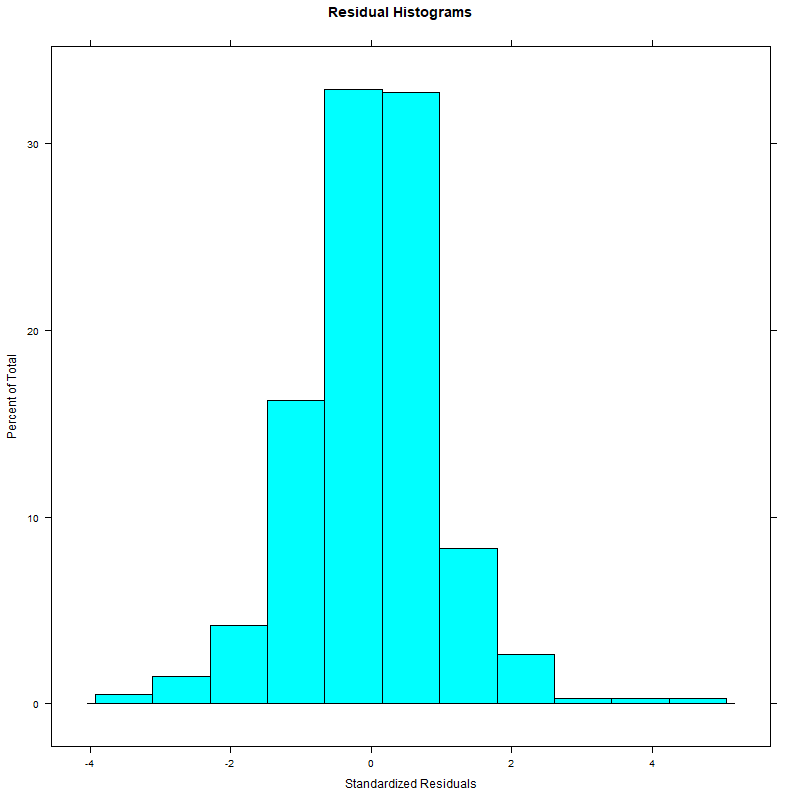 Residual Histograms
30
20
10
0
Percent of Total
-4 -2 0 2 4
Standardized Residuals